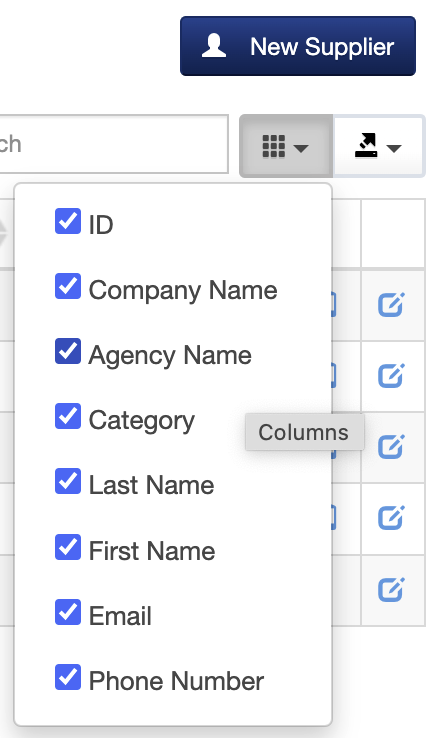 New Supplier
ch
ID
Company Name
Agency Name
Category
Columns
Last Name
First Name
Email
Phone Number